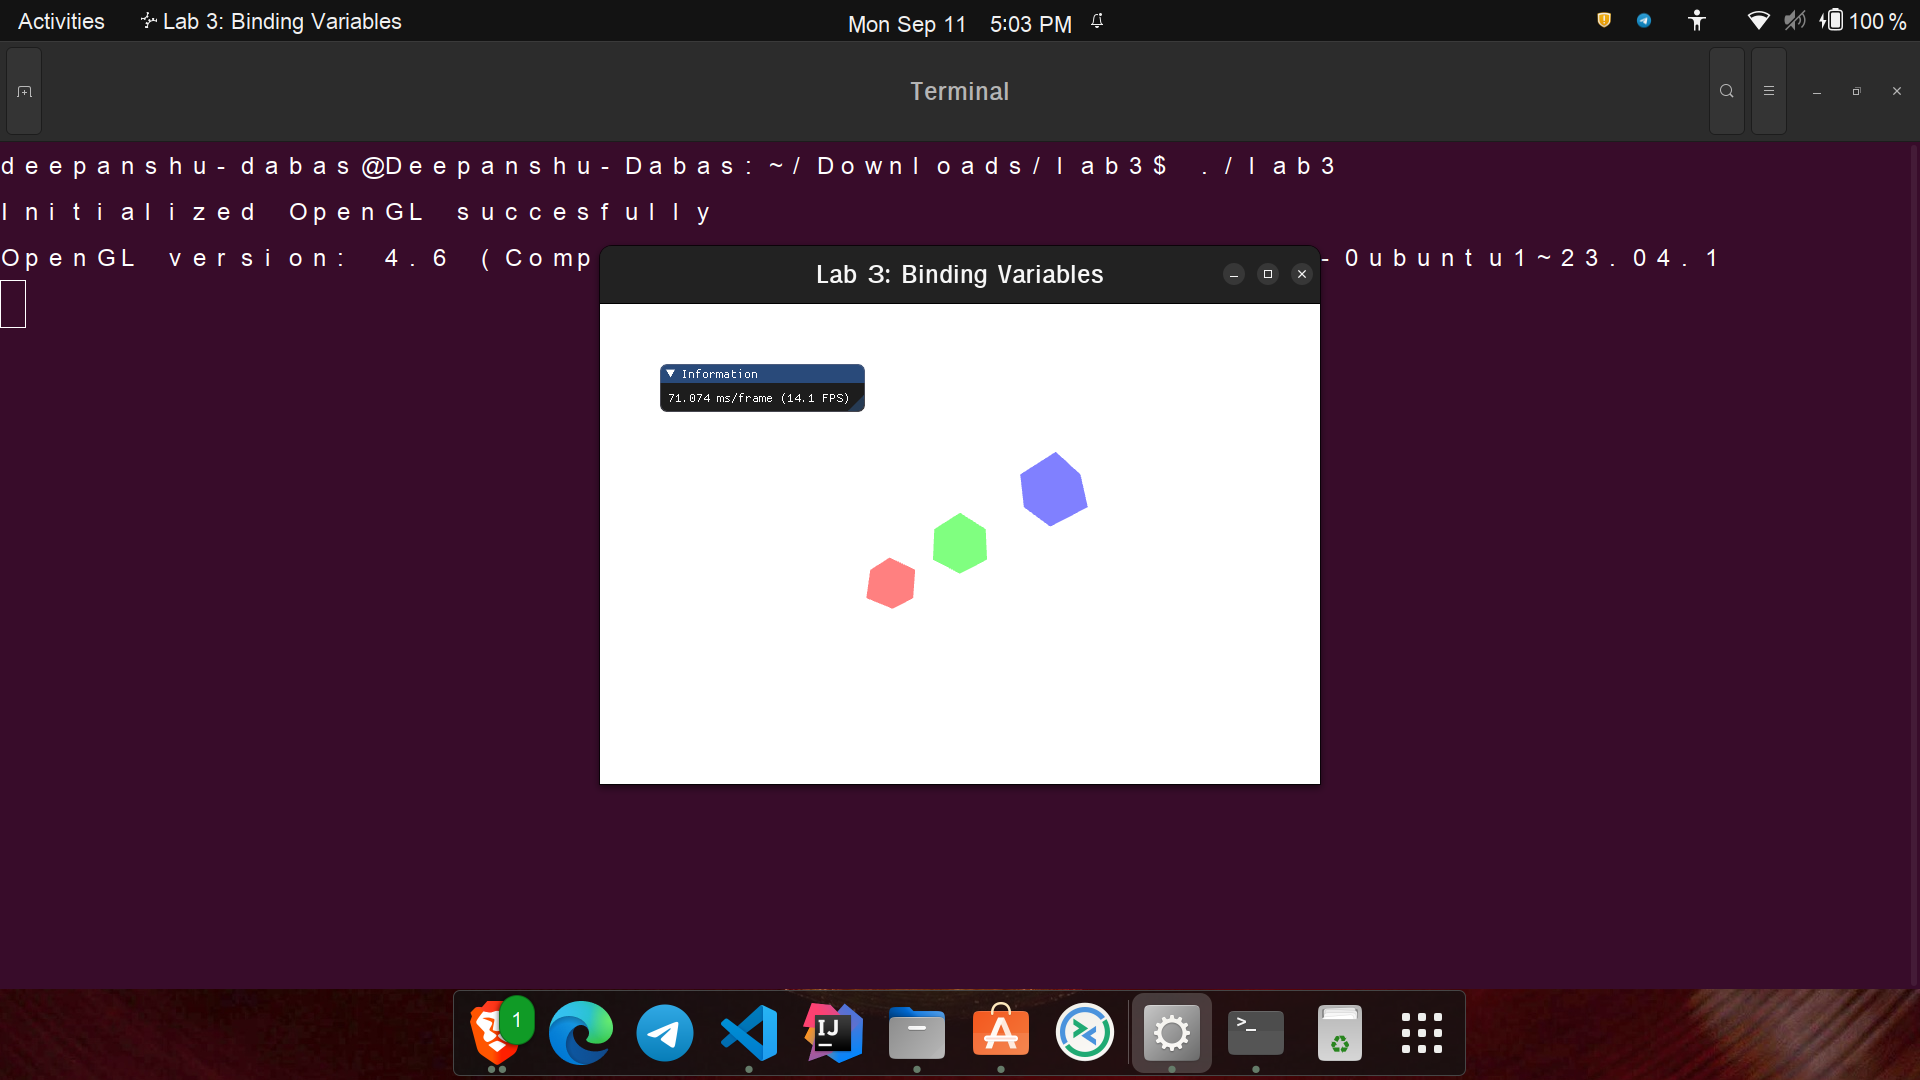 Activities Lab 3: Binding Variables Mon Sep 11 5:03 PM 100 %
Terminal
deepanshu-dabas@Deepanshu-Dabas:~/Downloads/lab3$ ./lab3
Initialized OpenGL succesfully
OpenGL version: 4.6 (Comp
-0ubuntu1~23.04.1
Lab 3: Binding Variables
Information
71.074 ms/frame (14.1 FPS)
1
IJ
>_